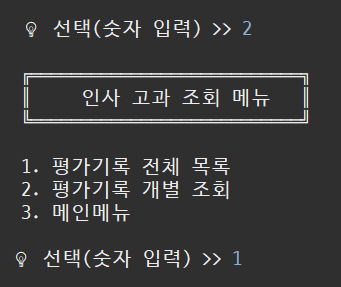 선택(숫자 입력) >> 2
인사 고과 조회 메뉴
1. 평가기록 전체 목록
2. 평가기록 개별 조회
3. 메인메뉴
선택(숫자 입력) >> 1